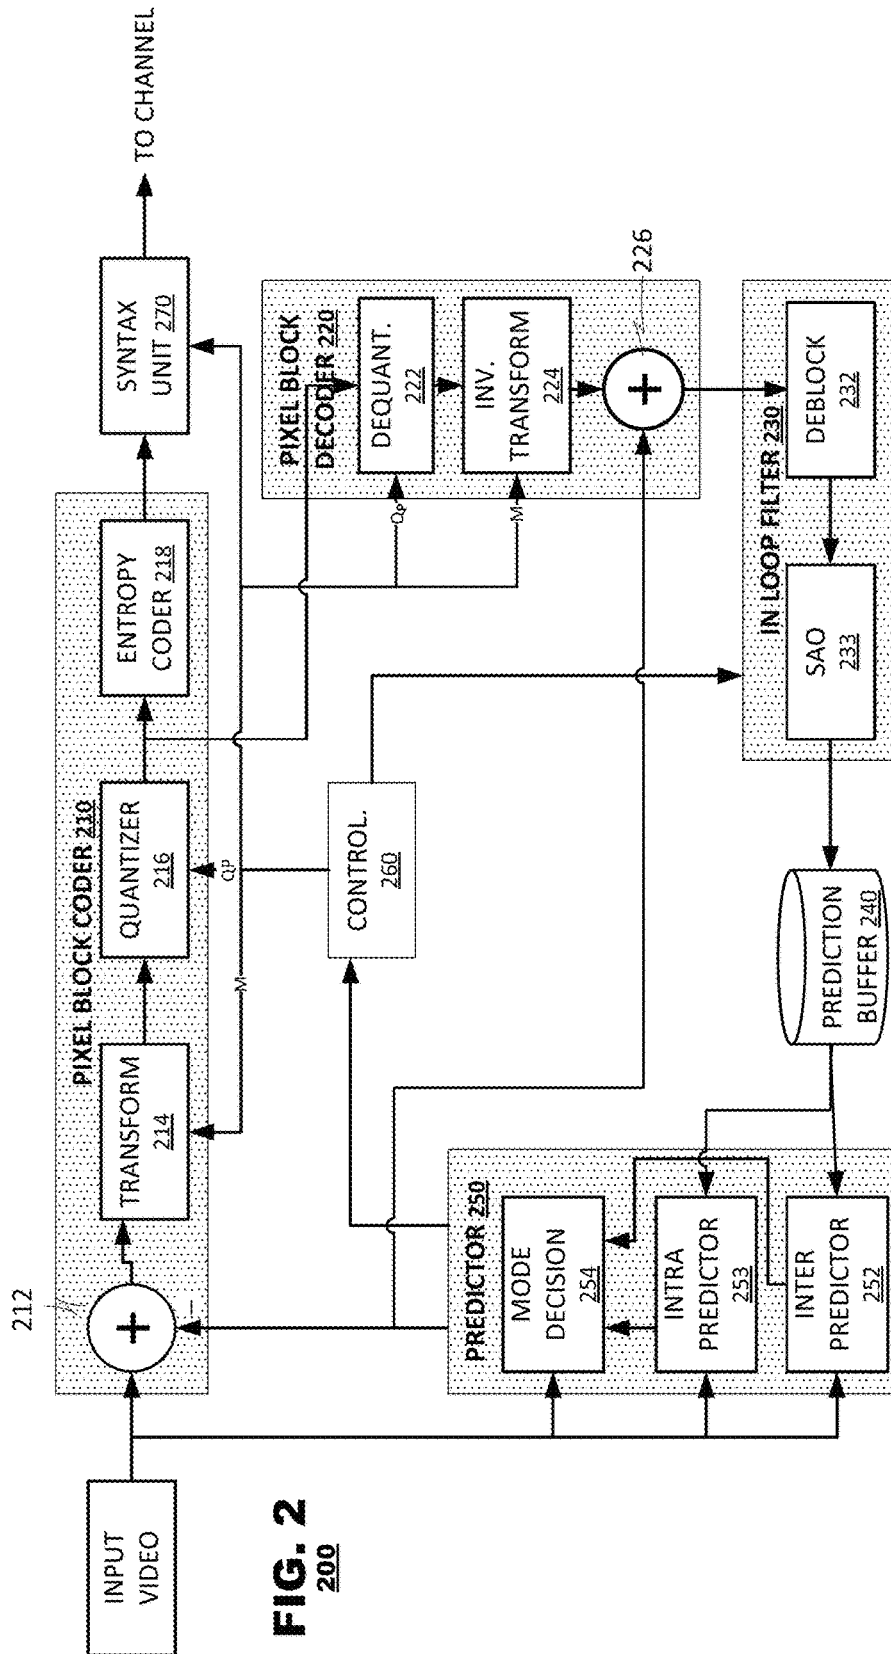 INPUT
VIDEO
212
+
−
PIXEL BLOCK CODER 210
TRANSFORM
214
QUANTIZER
216
ENTROPY
CODER 218
SYNTAX
UNIT 270
TO CHANNEL
M
QP
CONTROL.
260
PIXEL BLOCK
DECODER 220
DEQUANT.
222
QP
INV.
TRANSFORM
224
M
+
226
PREDICTOR 250
MODE
DECISION
254
INTRA
PREDICTOR
253
INTER
PREDICTOR
252
PREDICTION
BUFFER 240
IN LOOP FILTER 230
SAO
233
DEBLOCK
232
FIG. 2
200